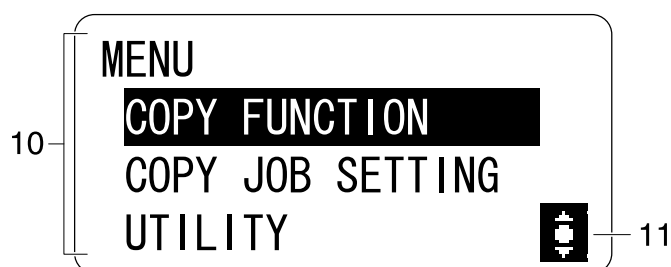 MENU
COPY FUNCTION
10
COPY JOB SETTING
UTILITY
11